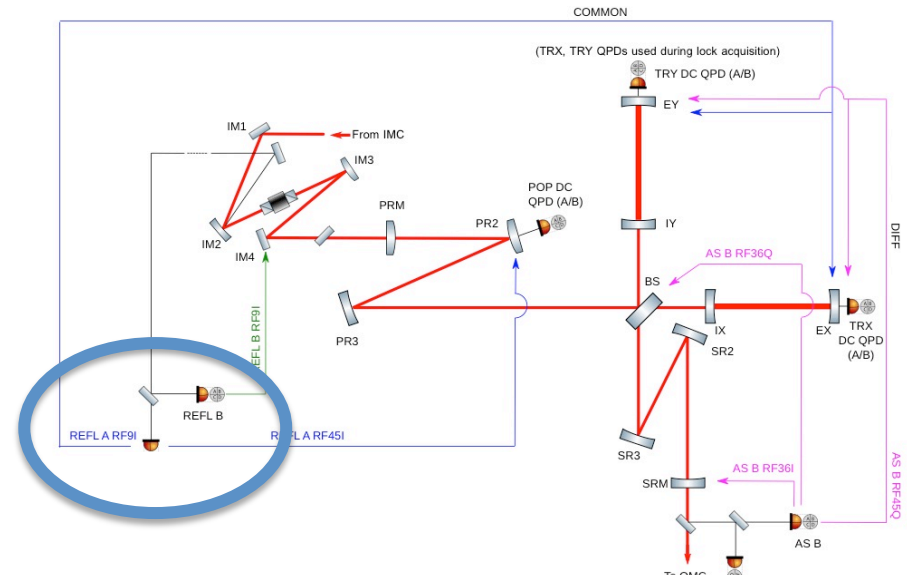 COMMON
(TRX, TRY QPDs used during lock acquisition)
TRY DC QPD (A/B)
EY
IM1
From IMC
IM3
PRM
POP DC
QPD (A/B)
PR2
IY
IM2
IM4
DIFF
AS B RF36Q
BS
REFL B RF9I
PR3
IX
EX
TRX
DC QPD
(A/B)
SR2
REFL B
REFL A RF9I
REFL A RF45I
SR3
AS B RF36I
SRM
AS B RF45Q
AS B
To OMC